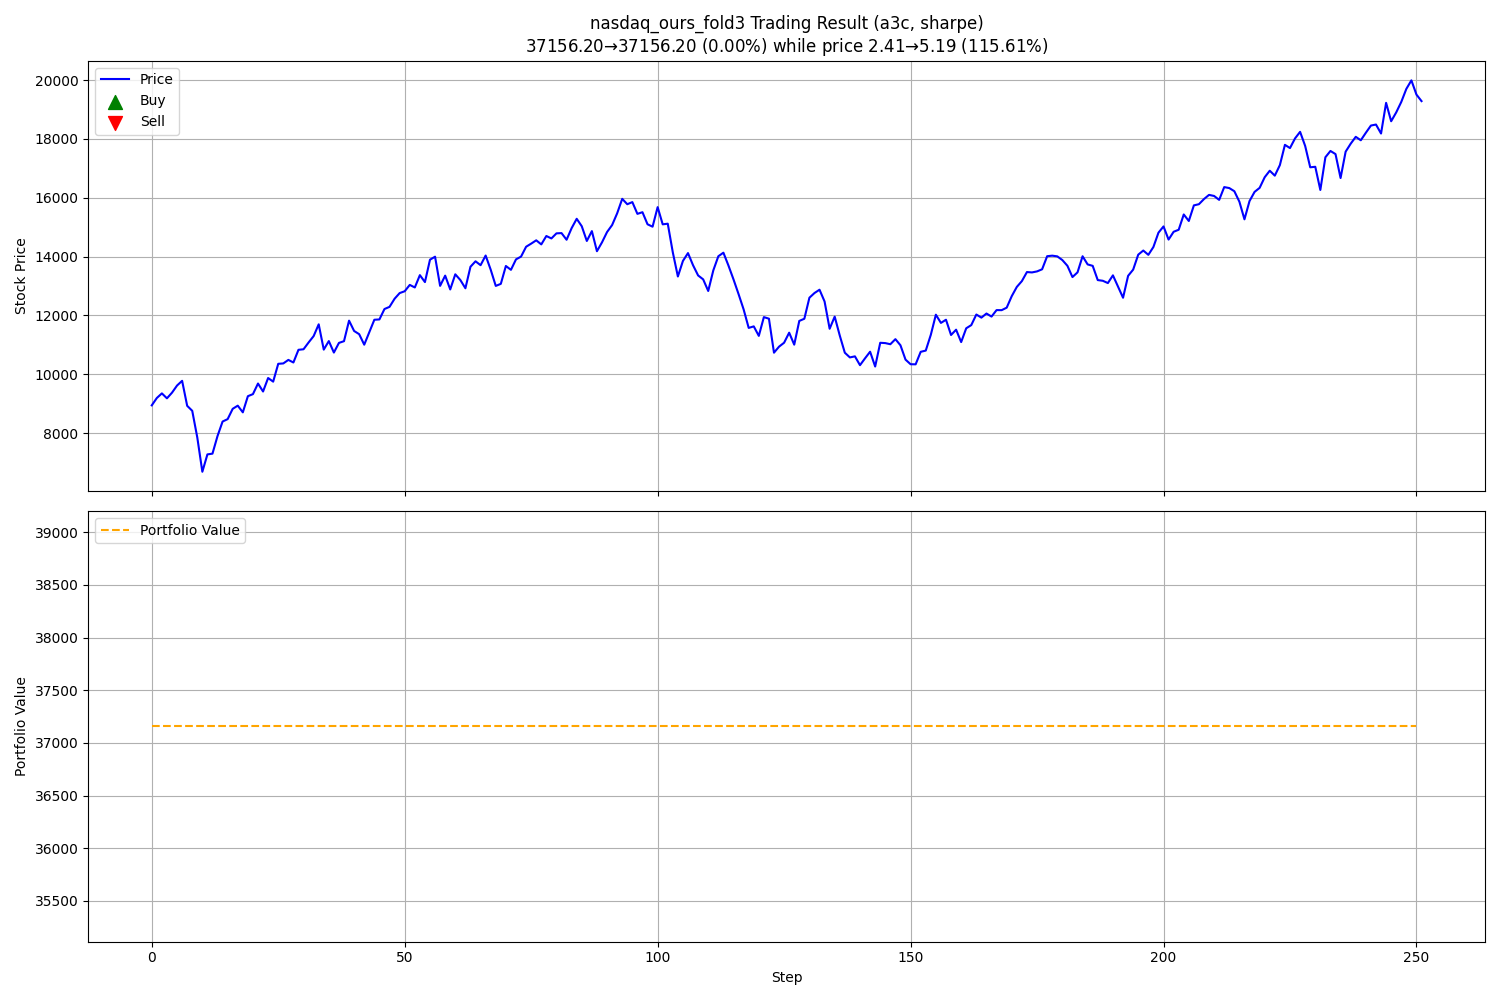 nasdaq_ours_fold3 Trading Result (a3c, sharpe)
37156.20→37156.20 (0.00%) while price 2.41→5.19 (115.61%)
Price
Buy
Sell
Stock Price
20000
18000
16000
14000
12000
10000
8000
Portfolio Value
Portfolio Value
39000
38500
38000
37500
37000
36500
36000
35500
0
50
100
150
200
250
Step